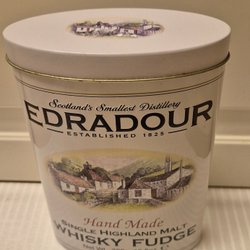 Scotland's Smallest Distillery
EDRADOUR
ESTABLISHED 1825
Hand Made
SINGLE HIGHLAND MALT
WHISKY FUDGE